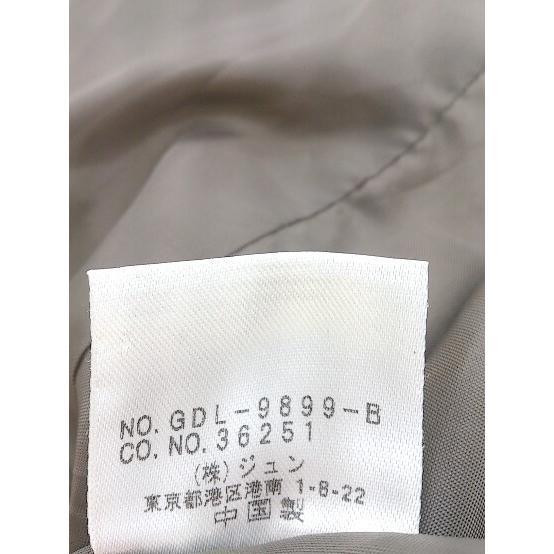 NO. GDL-9899-B
CO. NO. 36251
(株)ジュン
東京都港区港南 1-8-22
中国製